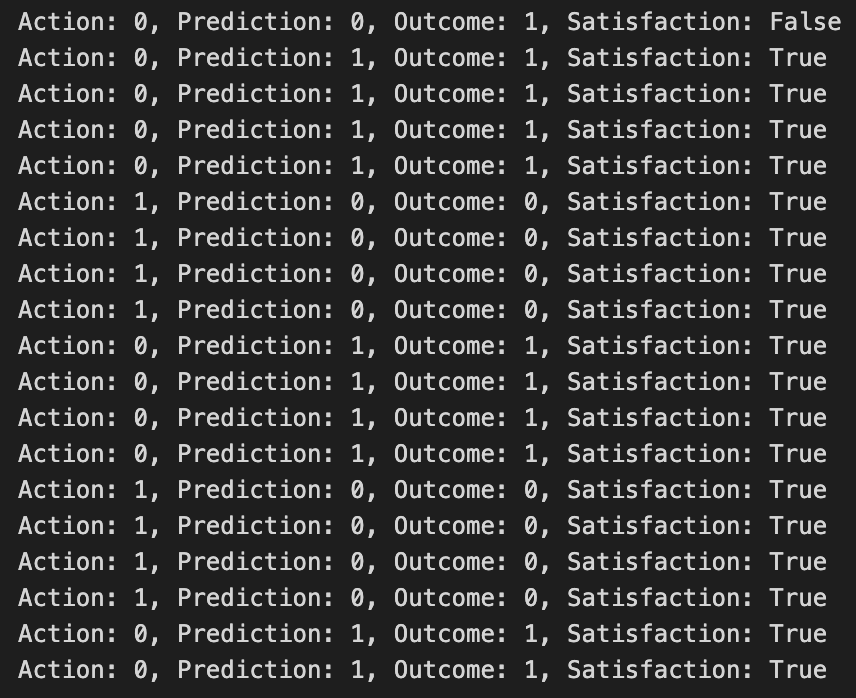 Action: 0, Prediction: 0, Outcome: 1, Satisfaction: False
Action: 0, Prediction: 1, Outcome: 1, Satisfaction: True
Action: 0, Prediction: 1, Outcome: 1, Satisfaction: True
Action: 0, Prediction: 1, Outcome: 1, Satisfaction: True
Action: 0, Prediction: 1, Outcome: 1, Satisfaction: True
Action: 1, Prediction: 0, Outcome: 0, Satisfaction: True
Action: 1, Prediction: 0, Outcome: 0, Satisfaction: True
Action: 1, Prediction: 0, Outcome: 0, Satisfaction: True
Action: 1, Prediction: 0, Outcome: 0, Satisfaction: True
Action: 0, Prediction: 1, Outcome: 1, Satisfaction: True
Action: 0, Prediction: 1, Outcome: 1, Satisfaction: True
Action: 0, Prediction: 1, Outcome: 1, Satisfaction: True
Action: 0, Prediction: 1, Outcome: 1, Satisfaction: True
Action: 1, Prediction: 0, Outcome: 0, Satisfaction: True
Action: 1, Prediction: 0, Outcome: 0, Satisfaction: True
Action: 1, Prediction: 0, Outcome: 0, Satisfaction: True
Action: 1, Prediction: 0, Outcome: 0, Satisfaction: True
Action: 0, Prediction: 1, Outcome: 1, Satisfaction: True
Action: 0, Prediction: 1, Outcome: 1, Satisfaction: True